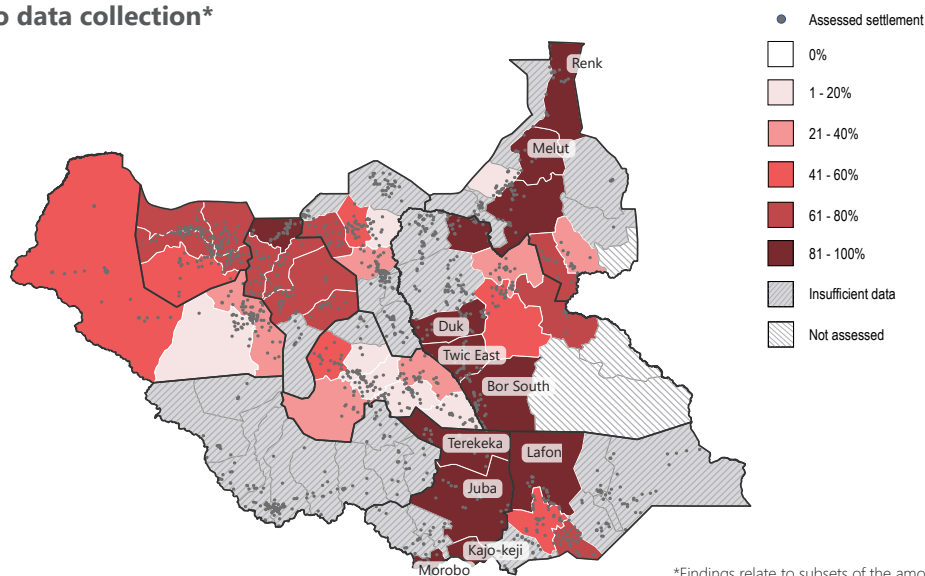 o data collection*
Assessed settlement
0%
1 - 20%
21 - 40%
41 - 60%
61 - 80%
81 - 100%
Insufficient data
Not assessed
Renk
Melut
Duk
Twic East
Bor South
Terekeka
Lafon
Juba
Kajo-keji
Morobo
*Findings relate to subsets of the amo